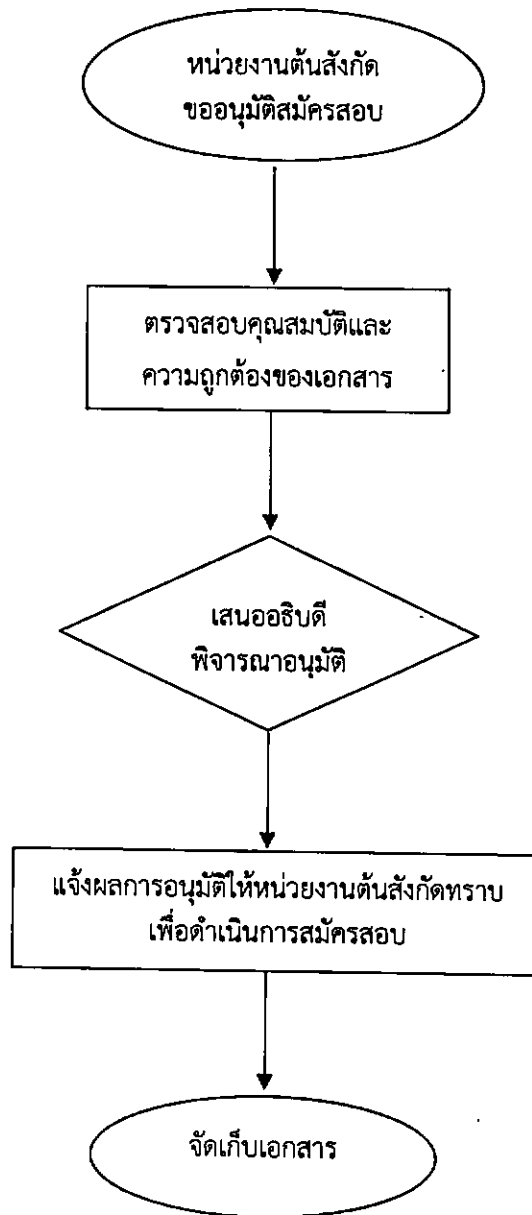 หน่วยงานต้นสังกัด
ขออนุมัติสมัครสอบ
ตรวจสอบคุณสมบัติและ
ความถูกต้องของเอกสาร
เสนออธิบดี
พิจารณาอนุมัติ
แจ้งผลการอนุมัติให้หน่วยงานต้นสังกัดทราบ
เพื่อดำเนินการสมัครสอบ
จัดเก็บเอกสาร